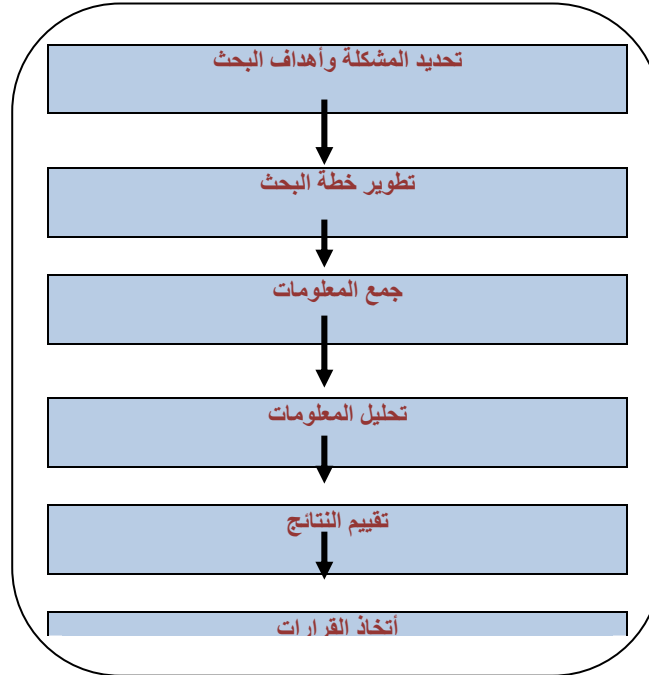 تحديد المشكلة وأهداف البحث
تطوير خطة البحث
جمع المعلومات
تحليل المعلومات
تقييم النتائج
أتخاذ القرارات